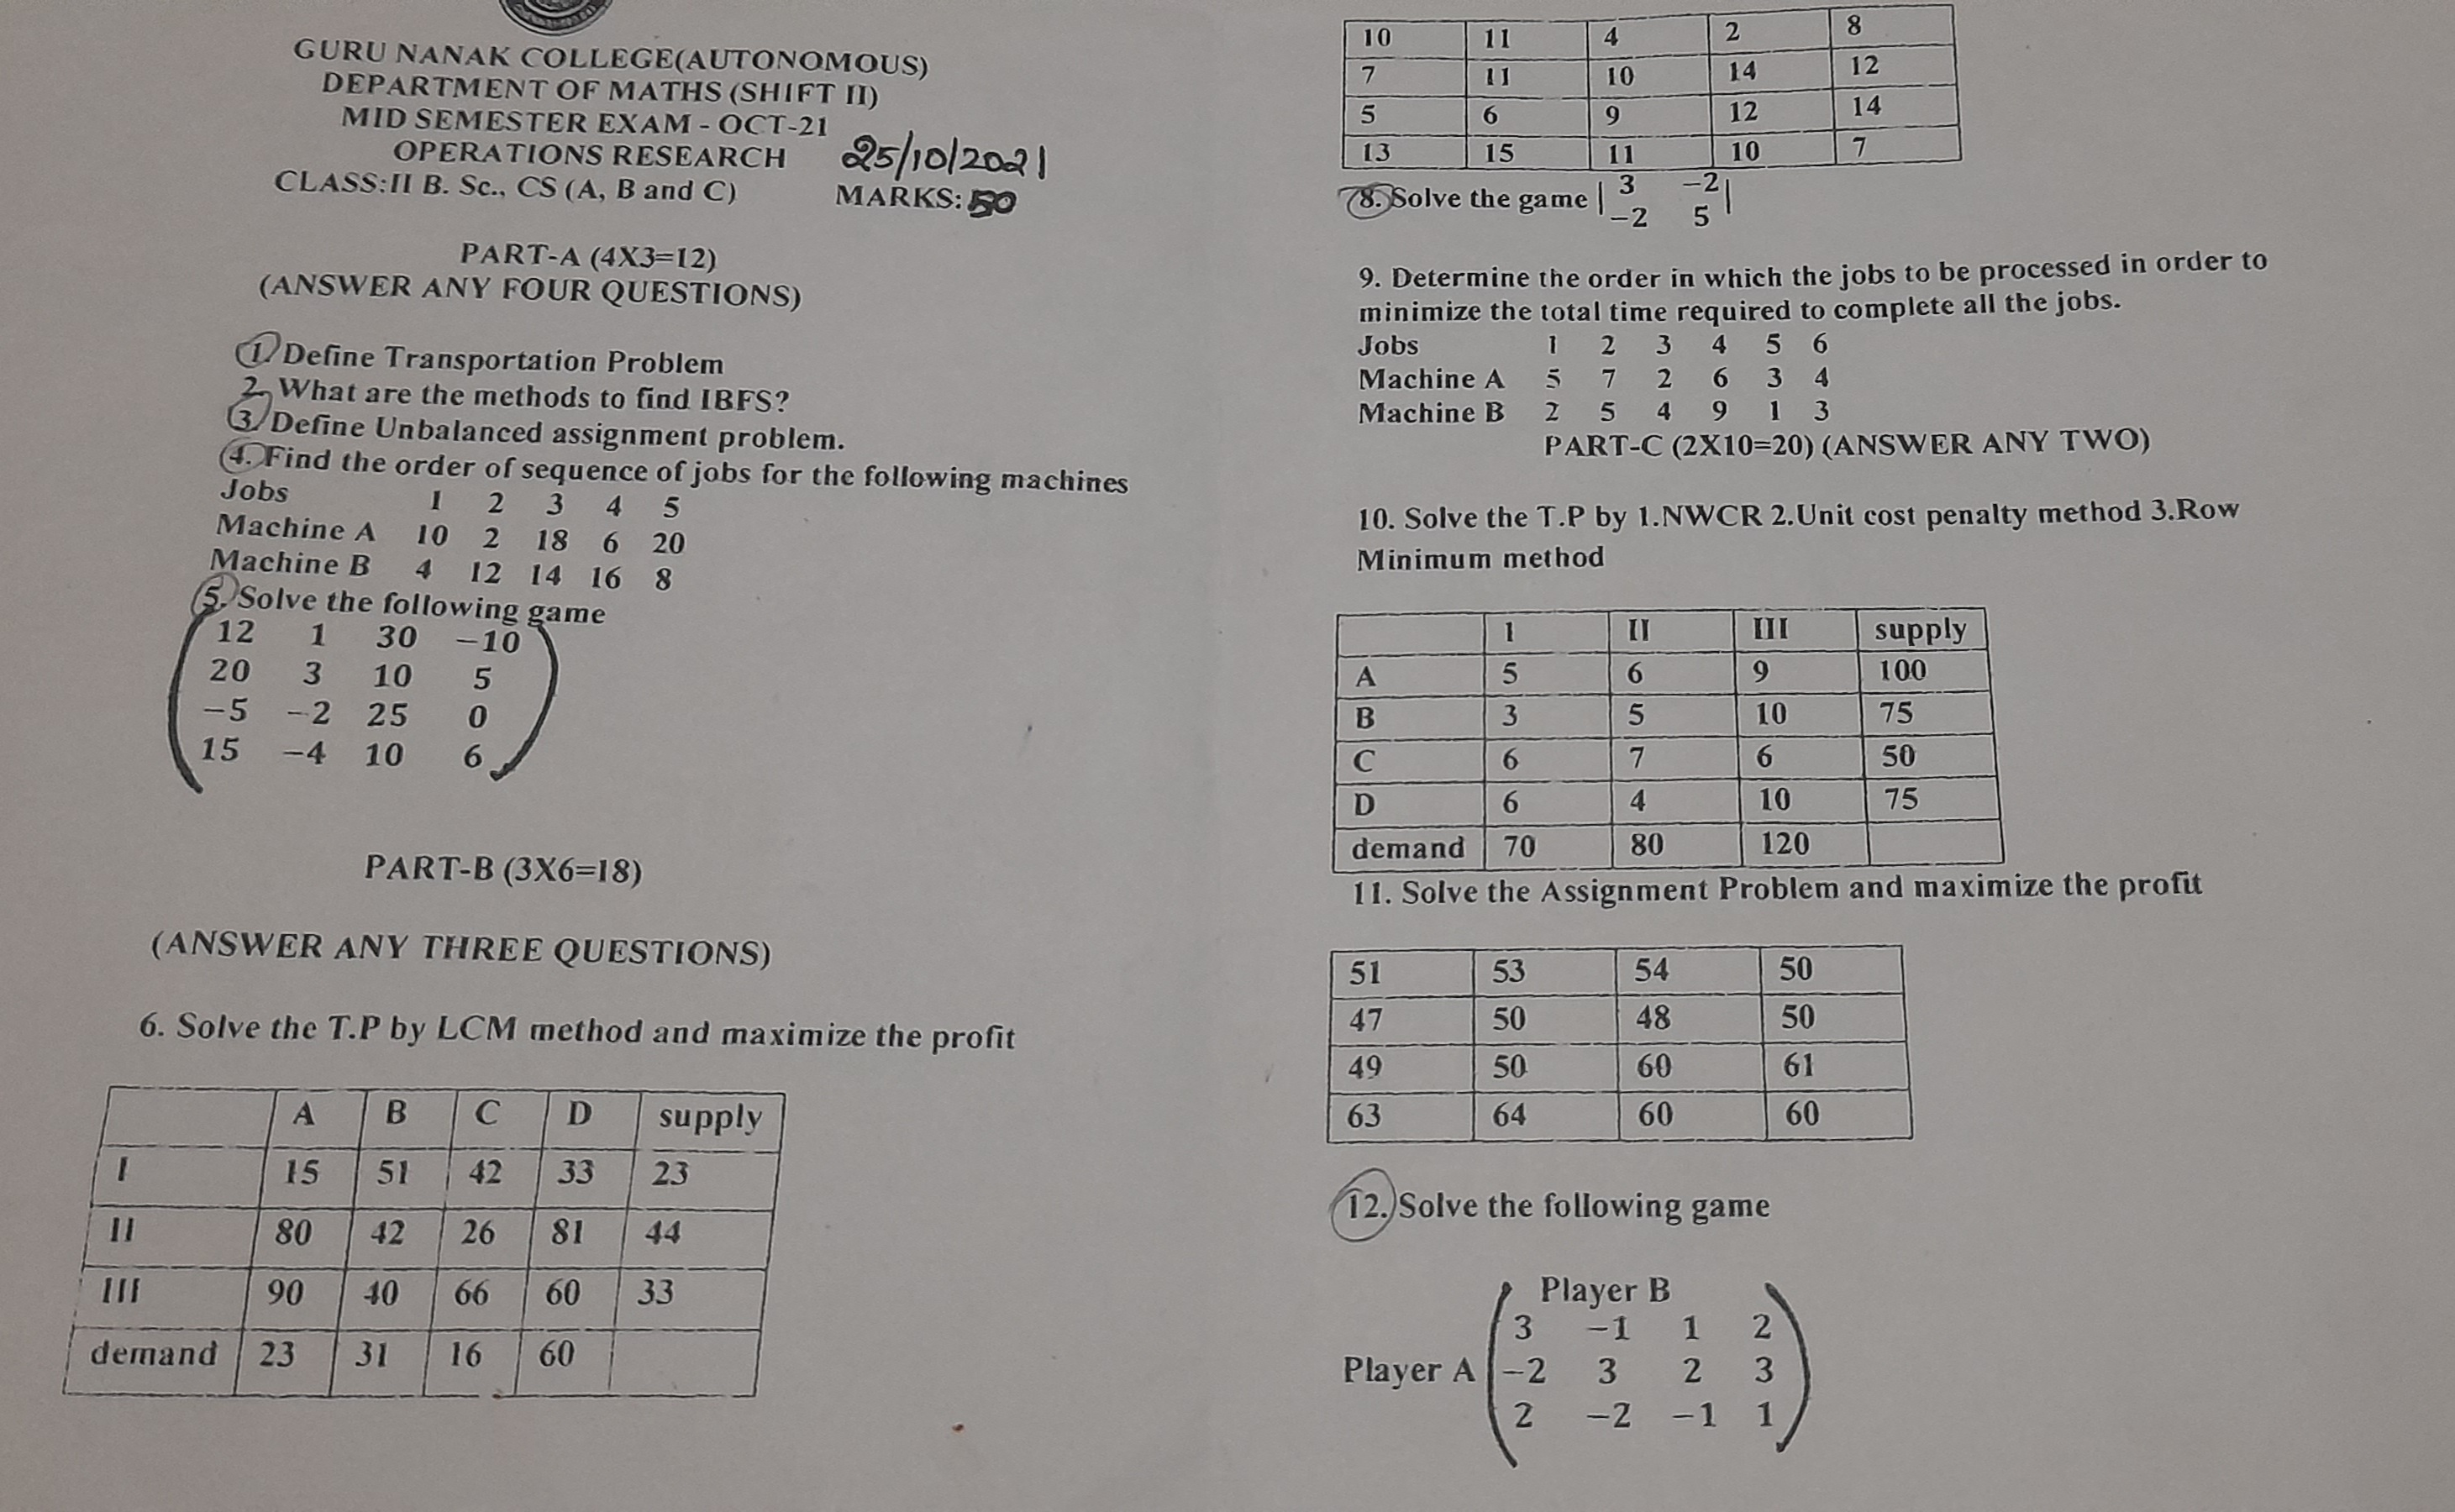 GURU NANAK COLLEGE(AUTONOMOUS)
DEPARTMENT OF MATHS (SHIFT II)
MID SEMESTER EXAM - OCT-21
OPERATIONS RESEARCH 25/10/2021
CLASS:II B. Sc., CS (A, B and C) MARKS: 50
PART-A (4X3=12)
(ANSWER ANY FOUR QUESTIONS)
1. Define Transportation Problem
2. What are the methods to find IBFS?
3. Define Unbalanced assignment problem.
4. Find the order of sequence of jobs for the following machines
Jobs 1 2 3 4 5
Machine A 10 2 18 6 20
Machine B 4 12 14 16 8
5. Solve the following game
12 1 30 −10
20 3 10 5
−5 −2 25 0
15 −4 10 6
PART-B (3X6=18)
(ANSWER ANY THREE QUESTIONS)
6. Solve the T.P by LCM method and maximize the profit
A B C D supply
I 15 51 42 33 23
II 80 42 26 81 44
III 90 40 66 60 33
demand 23 31 16 60
10 11 4 2 8
7 11 10 14 12
5 6 9 12 14
13 15 11 10 7
8. Solve the game | 3 −2 |
−2 5
9. Determine the order in which the jobs to be processed in order to
minimize the total time required to complete all the jobs.
Jobs 1 2 3 4 5 6
Machine A 5 7 2 6 3 4
Machine B 2 5 4 9 1 3
PART-C (2X10=20) (ANSWER ANY TWO)
10. Solve the T.P by 1.NWCR 2.Unit cost penalty method 3.Row
Minimum method
I II III supply
A 5 6 9 100
B 3 5 10 75
C 6 7 6 50
D 6 4 10 75
demand 70 80 120
11. Solve the Assignment Problem and maximize the profit
51 53 54 50
47 50 48 50
49 50 60 61
63 64 60 60
12. Solve the following game
Player B
3 −1 1 2
Player A −2 3 2 3
2 −2 −1 1